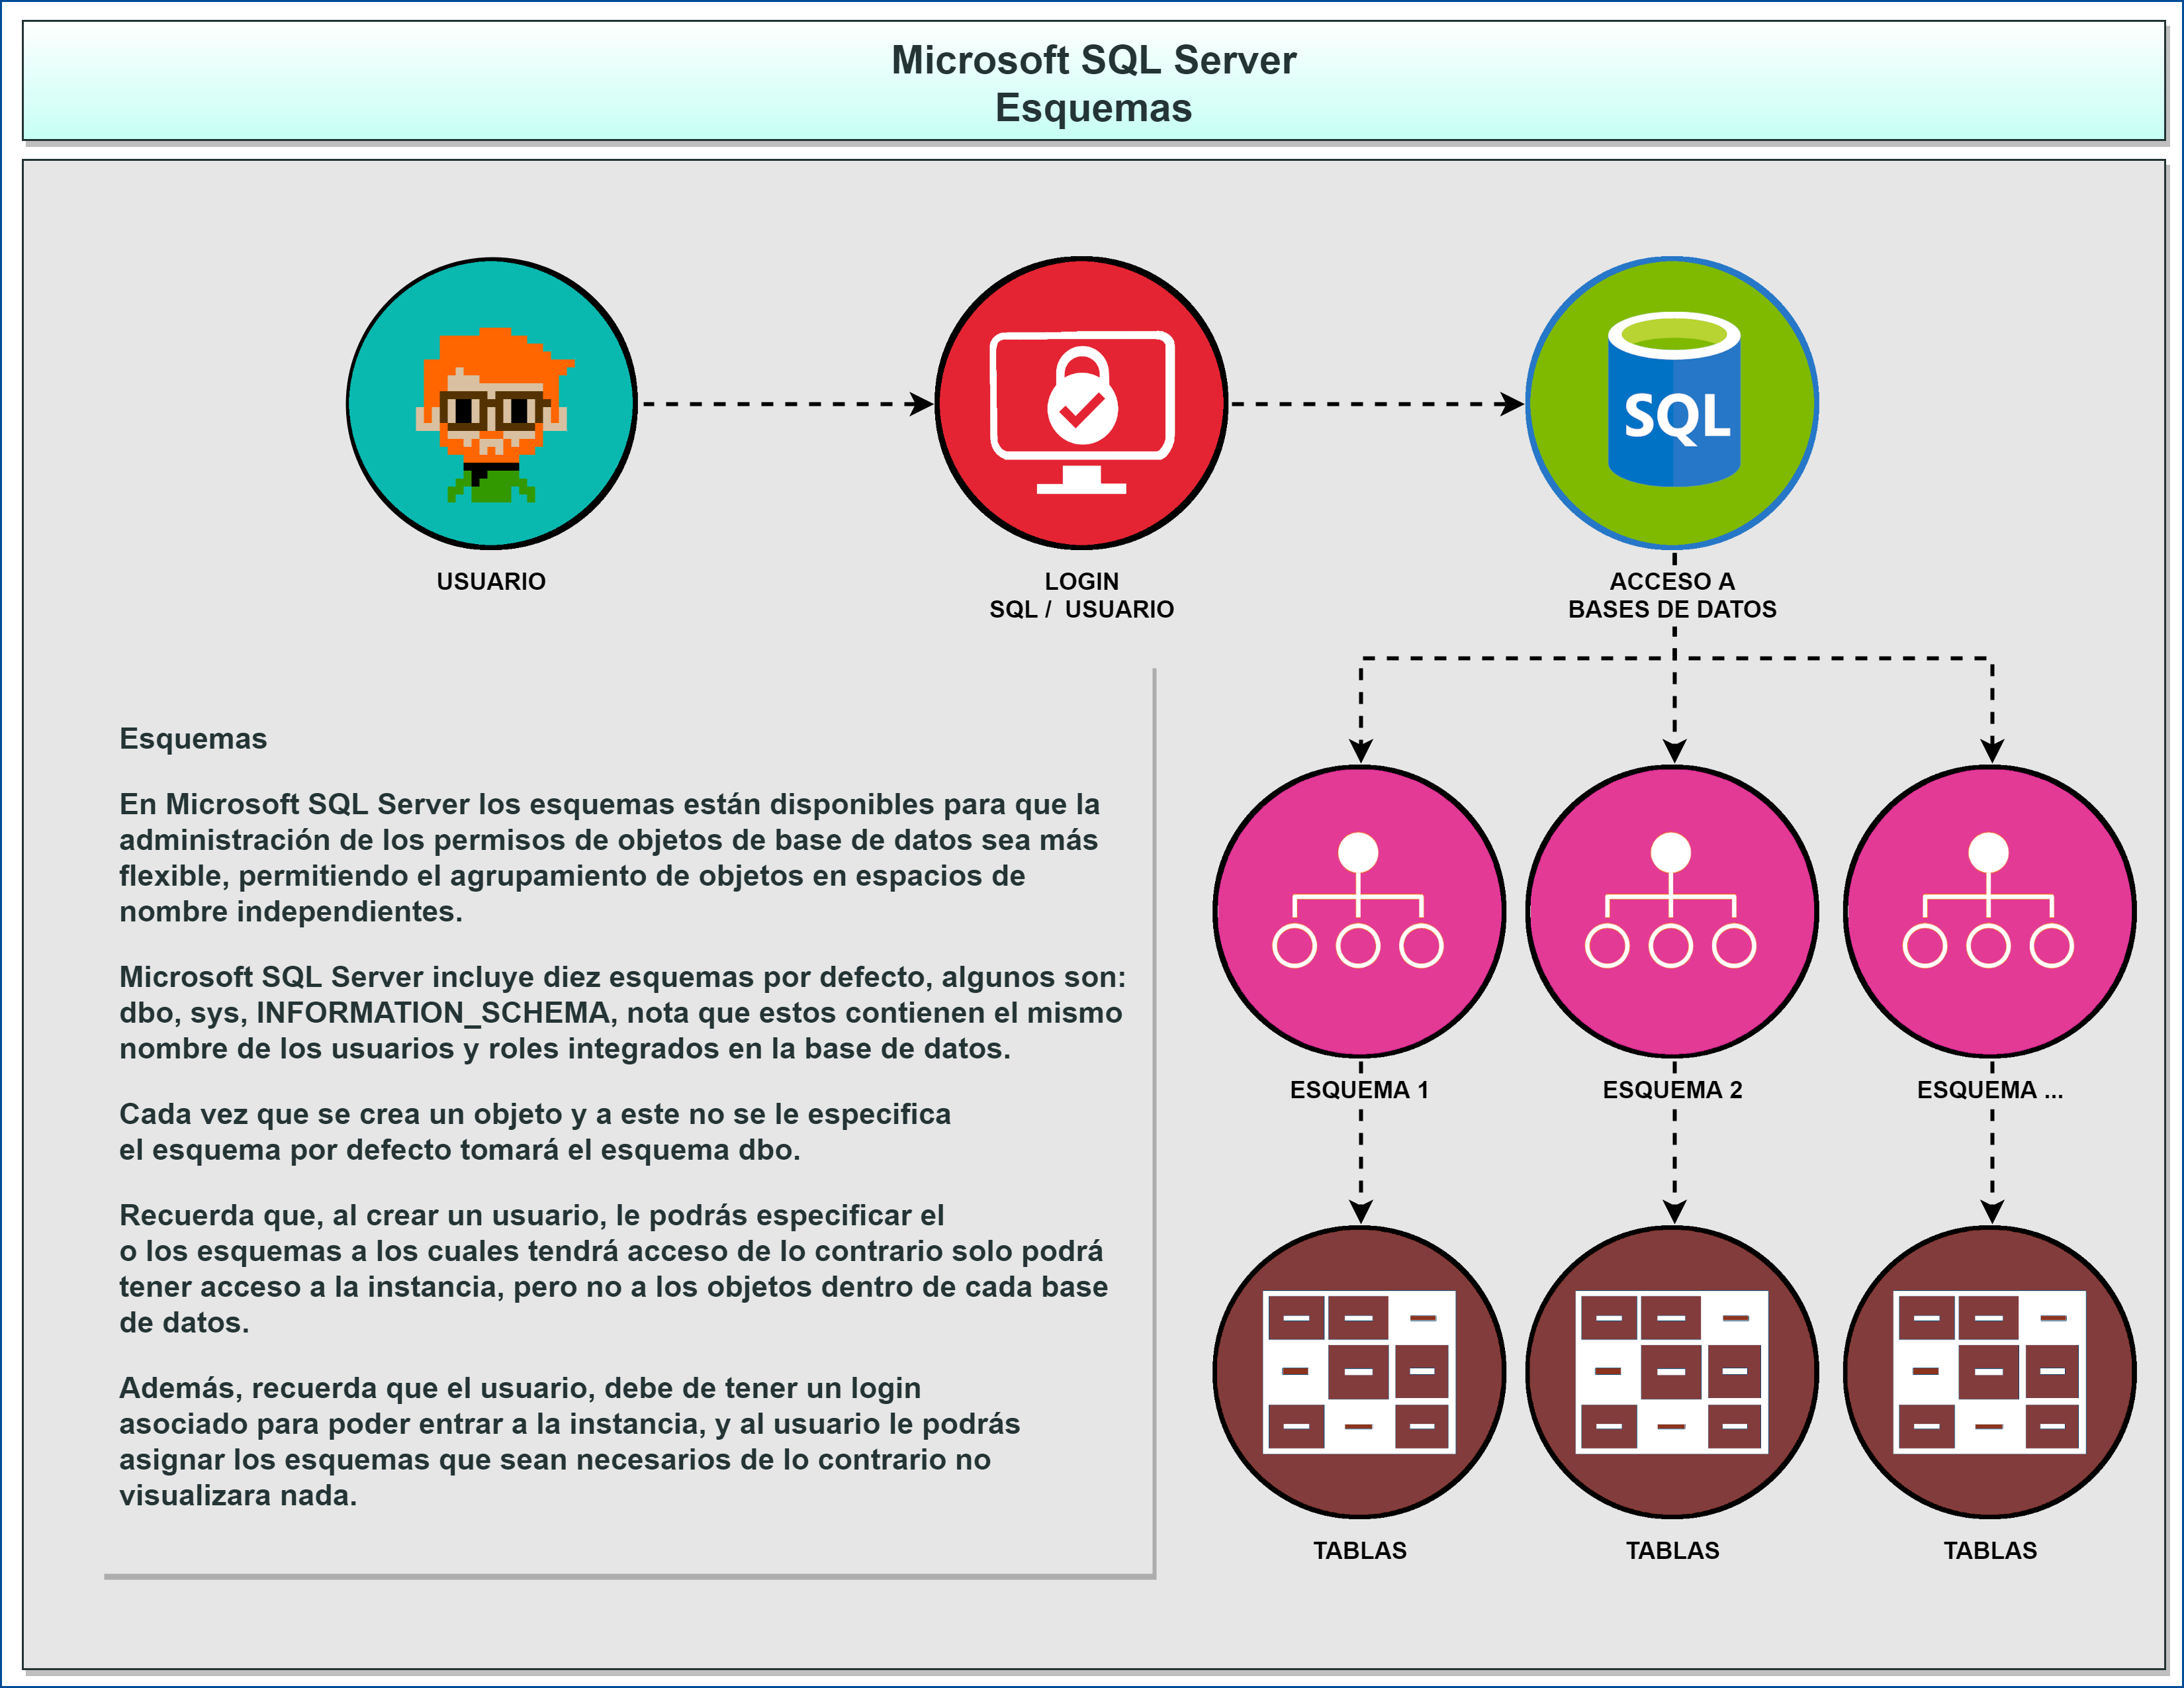 Microsoft SQL Server
Esquemas
SQL
USUARIO
LOGIN
SQL /  USUARIO
ACCESO A
BASES DE DATOS
Esquemas
En Microsoft SQL Server los esquemas están disponibles para que la
administración de los permisos de objetos de base de datos sea más
flexible, permitiendo el agrupamiento de objetos en espacios de
nombre independientes.
Microsoft SQL Server incluye diez esquemas por defecto, algunos son:
dbo, sys, INFORMATION_SCHEMA, nota que estos contienen el mismo
nombre de los usuarios y roles integrados en la base de datos.
Cada vez que se crea un objeto y a este no se le especifica
el esquema por defecto tomará el esquema dbo.
Recuerda que, al crear un usuario, le podrás especificar el
o los esquemas a los cuales tendrá acceso de lo contrario solo podrá
tener acceso a la instancia, pero no a los objetos dentro de cada base
de datos.
Además, recuerda que el usuario, debe de tener un login
asociado para poder entrar a la instancia, y al usuario le podrás
asignar los esquemas que sean necesarios de lo contrario no
visualizara nada.
ESQUEMA 1
ESQUEMA 2
ESQUEMA ...
TABLAS
TABLAS
TABLAS